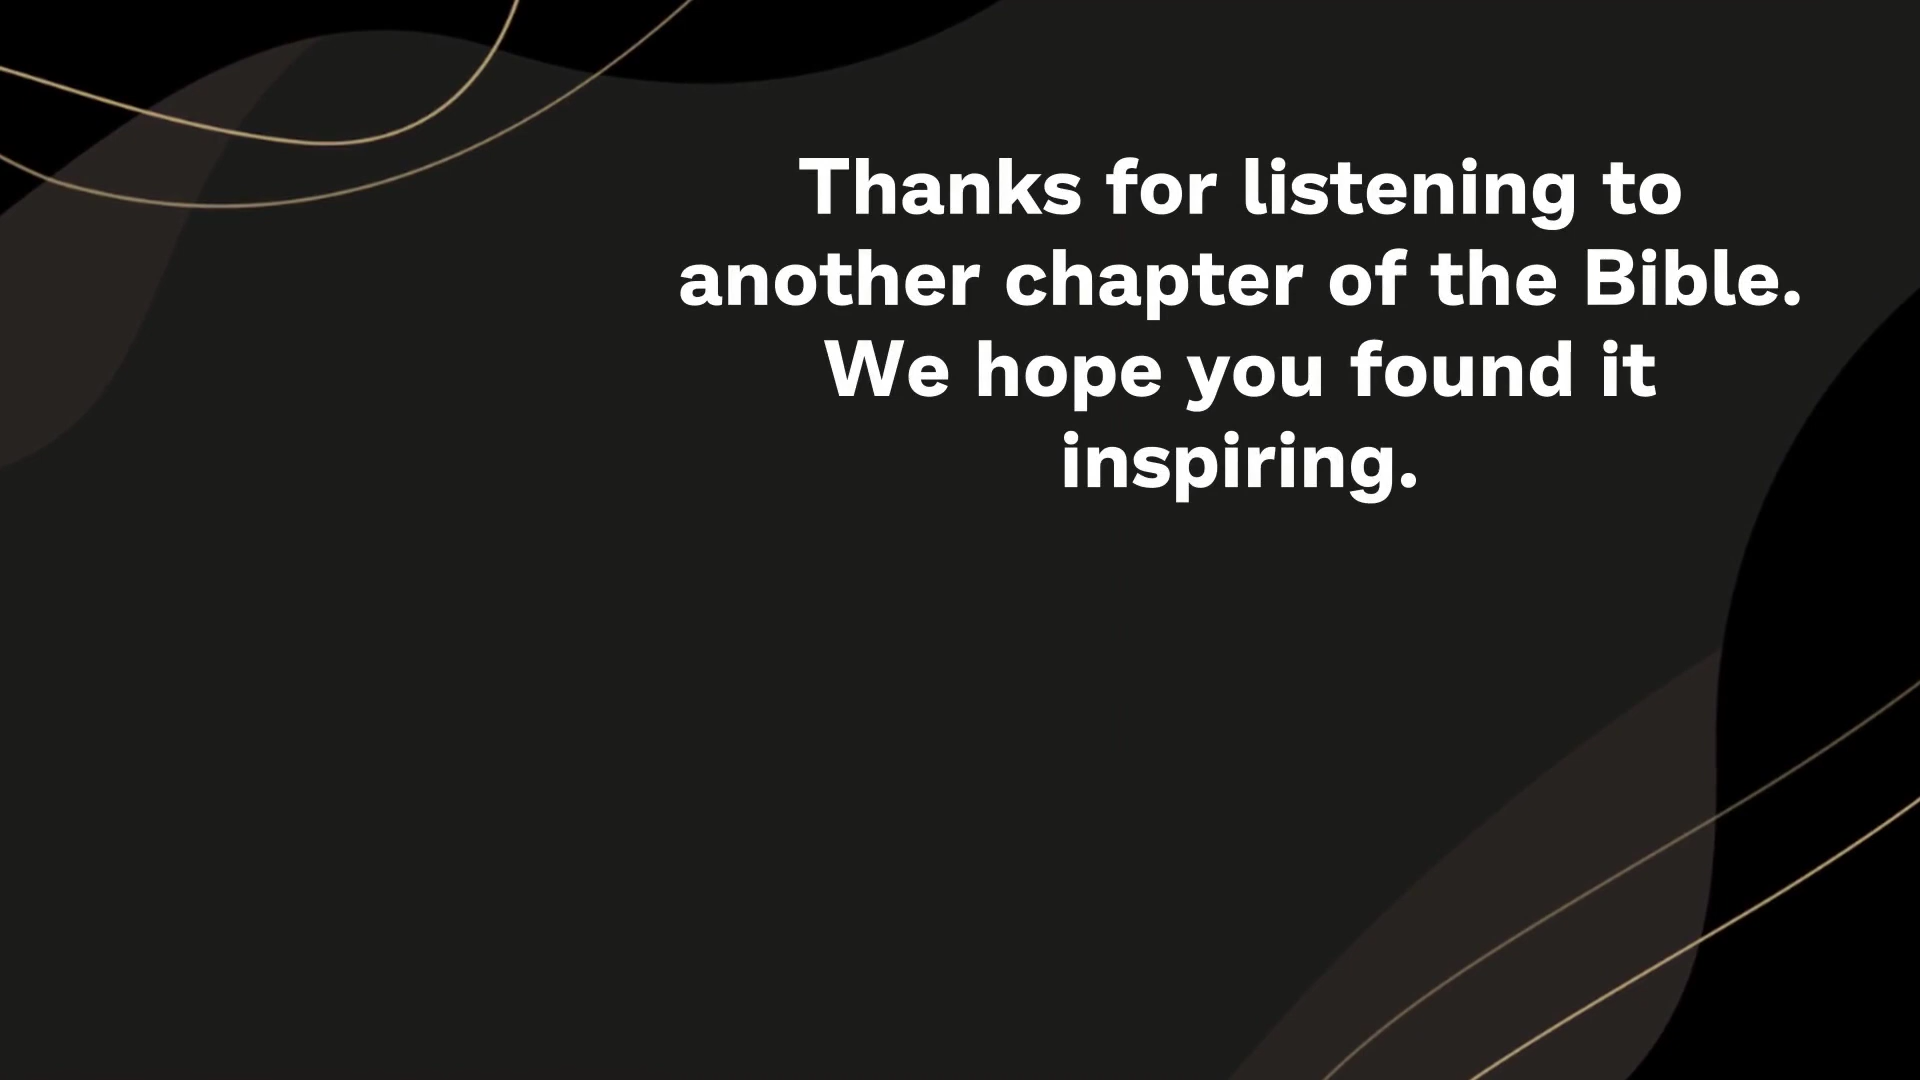 Thanks for listening to
another chapter of the Bible.
We hope you found it
inspiring.